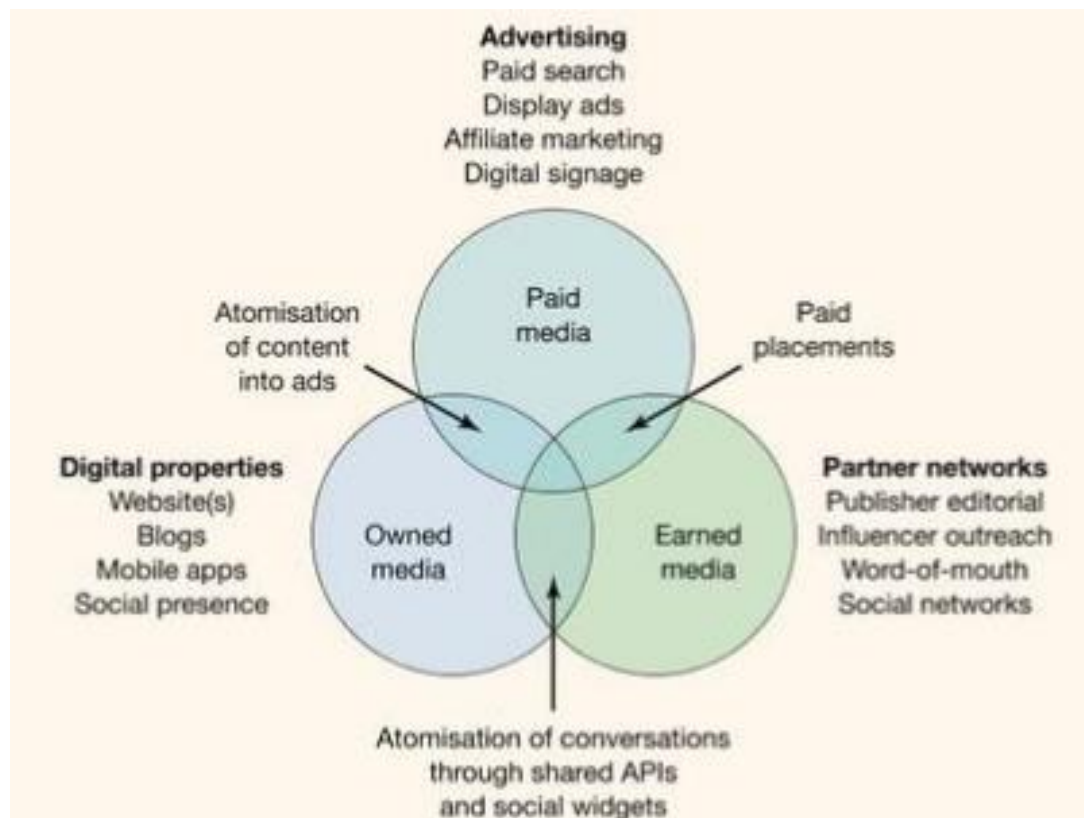 Advertising
Paid search
Display ads
Affiliate marketing
Digital signage
Paid
media
Atomisation
of content
into ads
Paid
placements
Digital properties
Website(s)
Blogs
Mobile apps
Social presence
Owned
media
Earned
media
Partner networks
Publisher editorial
Influencer outreach
Word-of-mouth
Social networks
Atomisation of conversations
through shared APIs
and social widgets